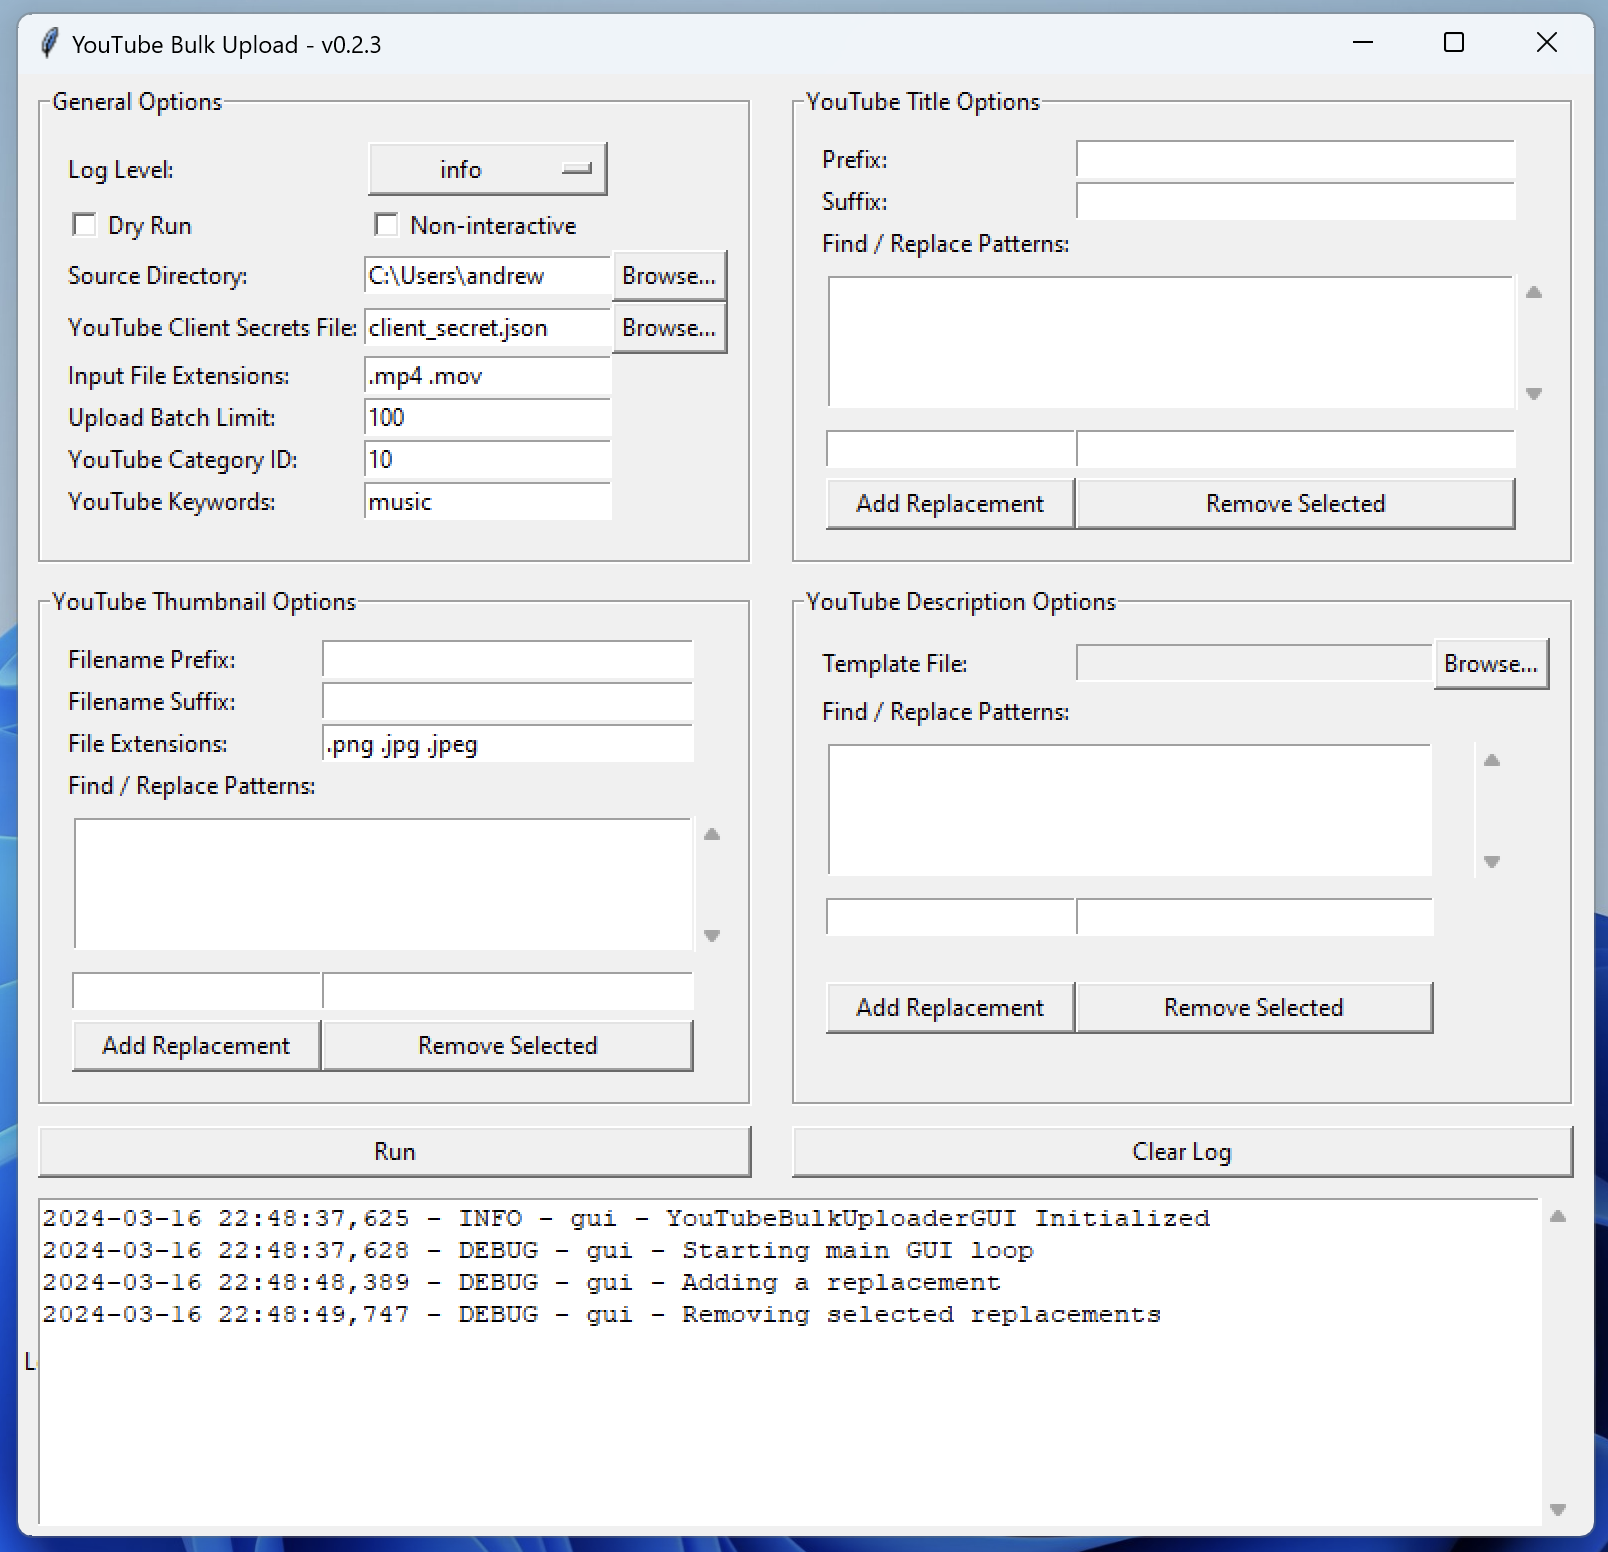 YouTube Bulk Upload - v0.2.3
General Options
Log Level:
info
Dry Run
Non-interactive
Source Directory:
C:\Users\andrew
Browse...
YouTube Client Secrets File:
client_secret.json
Browse...
Input File Extensions:
.mp4 .mov
Upload Batch Limit:
100
YouTube Category ID:
10
YouTube Keywords:
music
YouTube Title Options
Prefix:
Suffix:
Find / Replace Patterns:
Add Replacement
Remove Selected
YouTube Thumbnail Options
Filename Prefix:
Filename Suffix:
File Extensions:
.png .jpg .jpeg
Find / Replace Patterns:
Add Replacement
Remove Selected
YouTube Description Options
Template File:
Browse...
Find / Replace Patterns:
Add Replacement
Remove Selected
Run
Clear Log
2024-03-16 22:48:37,625 - INFO - gui - YouTubeBulkUploaderGUI Initialized
2024-03-16 22:48:37,628 - DEBUG - gui - Starting main GUI loop
2024-03-16 22:48:48,389 - DEBUG - gui - Adding a replacement
2024-03-16 22:48:49,747 - DEBUG - gui - Removing selected replacements